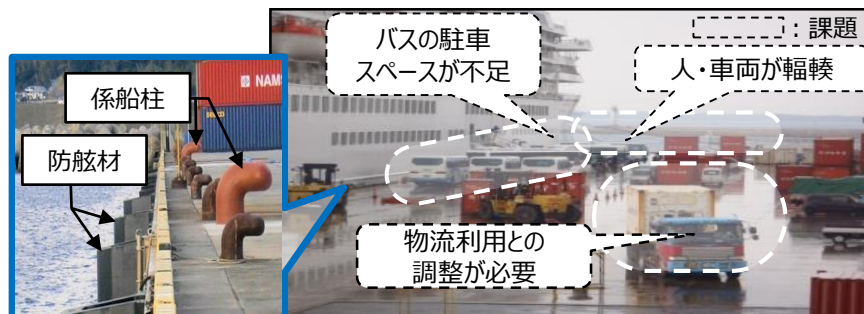 係船柱
防舷材
NAMS
バスの駐車
スペースが不足
：課題
人・車両が輻輳
物流利用との
調整が必要